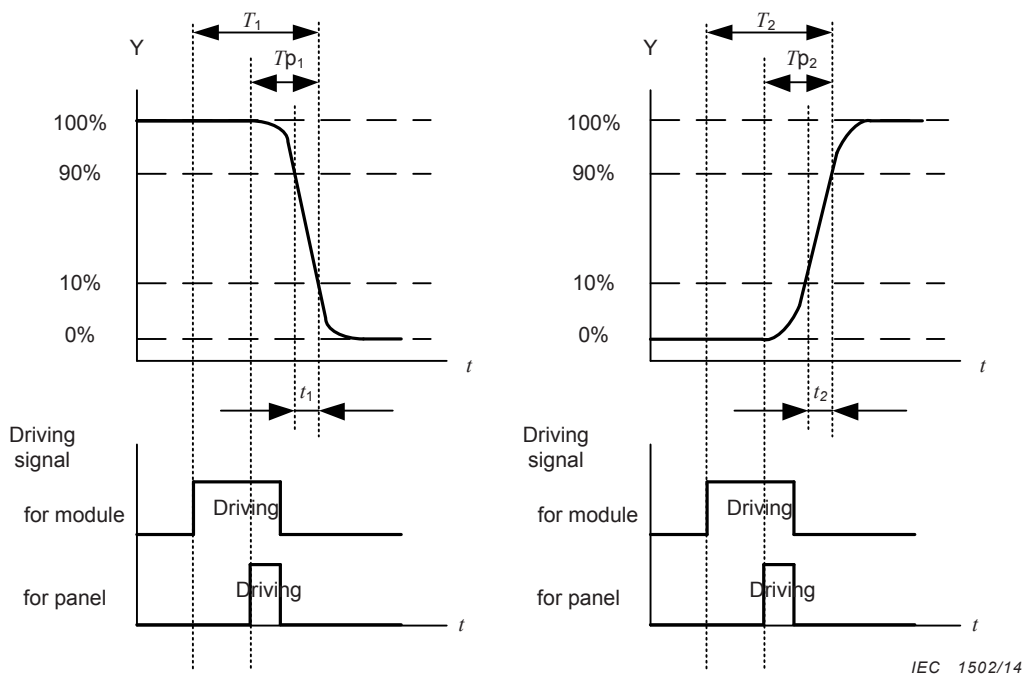 T1
Y
Tp1
100%
90%
10%
0%
t
t1
Driving
signal
for module
Driving
for panel
Driving
t
T2
Y
Tp2
100%
90%
10%
0%
t
t2
Driving
signal
for module
Driving
for panel
Driving
t
IEC 1502/14